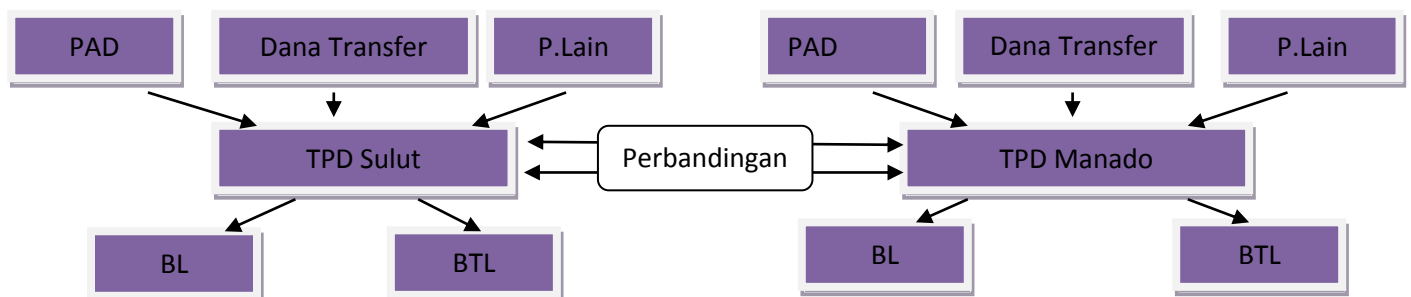 PAD
Dana Transfer
P.Lain
PAD
Dana Transfer
P.Lain
TPD Sulut
Perbandingan
TPD Manado
BL
BTL
BL
BTL